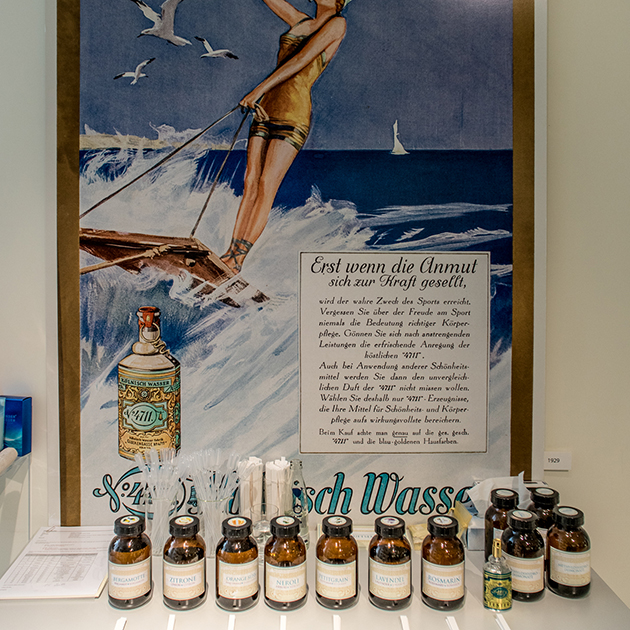 Erst wenn die Anmut
sich zur Kraft gesellt,
wird der wahre Zweck des Sports erreicht.
Vergessen Sie über der Freude am Sport
niemals die Bedeutung richtiger Körper-
pflege. Gönnen Sie sich nach anstrengenden
Leistungen die erfrischende Anregung der
köstlichen "4711".
Auch bei Anwendung anderer Schönheits-
mittel werden Sie dann den unvergleich-
lichen Duft der "4711" nicht missen wollen.
Wählen Sie deshalb nur "4711"-Erzeugnisse,
die Ihre Mittel für Schönheits- und Körper-
pflege aufs wirkungsvollste bereichern.
Beim Kauf achte man genau auf die ges. gesch.
"4711" und die blau-goldenen Hausfarben.
KÖLNISCH WASSER
No 4711
1929
BERGAMOTTE
ZITRONE
ORANGE
NEROLI
PETITGRAIN
LAVENDEL
ROSMARIN